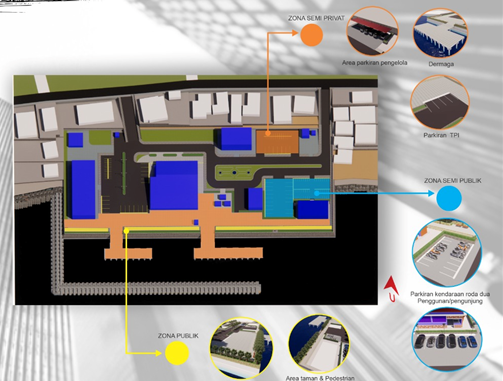 ZONA SEMI PRIVAT
Area parkiran pengelola
Dermaga
Parkiran TPI
ZONA SEMI PUBLIK
Parkiran kendaraan roda dua
Penggunan/pengunjung
U
ZONA PUBLIK
Area taman & Pedestrian